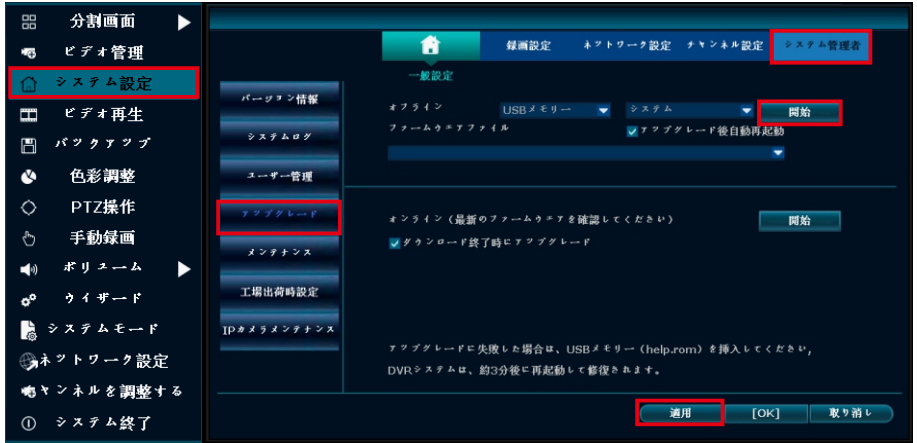 分割画面
ビデオ管理
システム設定
ビデオ再生
バックアップ
色彩調整
PTZ操作
手動録画
ボリューム
ウイザード
システムモード
ネットワーク設定
ャンネルを調整する
システム終了
録画設定 ネットワーク設定 チャンネル設定 システム管理者
一般設定
バージョン情報
システムログ
ユーザー管理
アップグレード
メンテナンス
工場出荷時設定
IPカメラメンテナンス
オフライン USBメモリー システム 開始
ファームウェアファイル アップグレード後自動再起動
オンライン（最新のファームウェアを確認してください） 開始
ダウンロード終了時にアップグレード
アップグレードに失敗した場合は、USBメモリー（help.rom）を挿入してください,
DVRシステムは、約3分後に再起動して修復されます。
適用 [OK] 取り消し